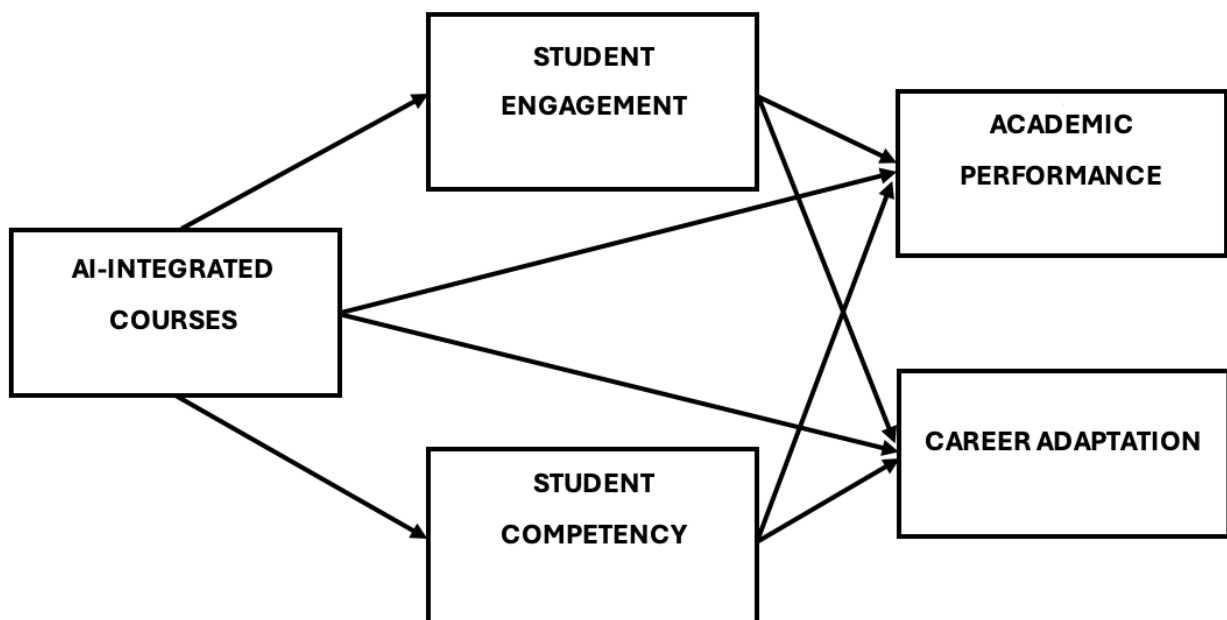 STUDENT
ENGAGEMENT
ACADEMIC
PERFORMANCE
AI-INTEGRATED
COURSES
CAREER ADAPTATION
STUDENT
COMPETENCY